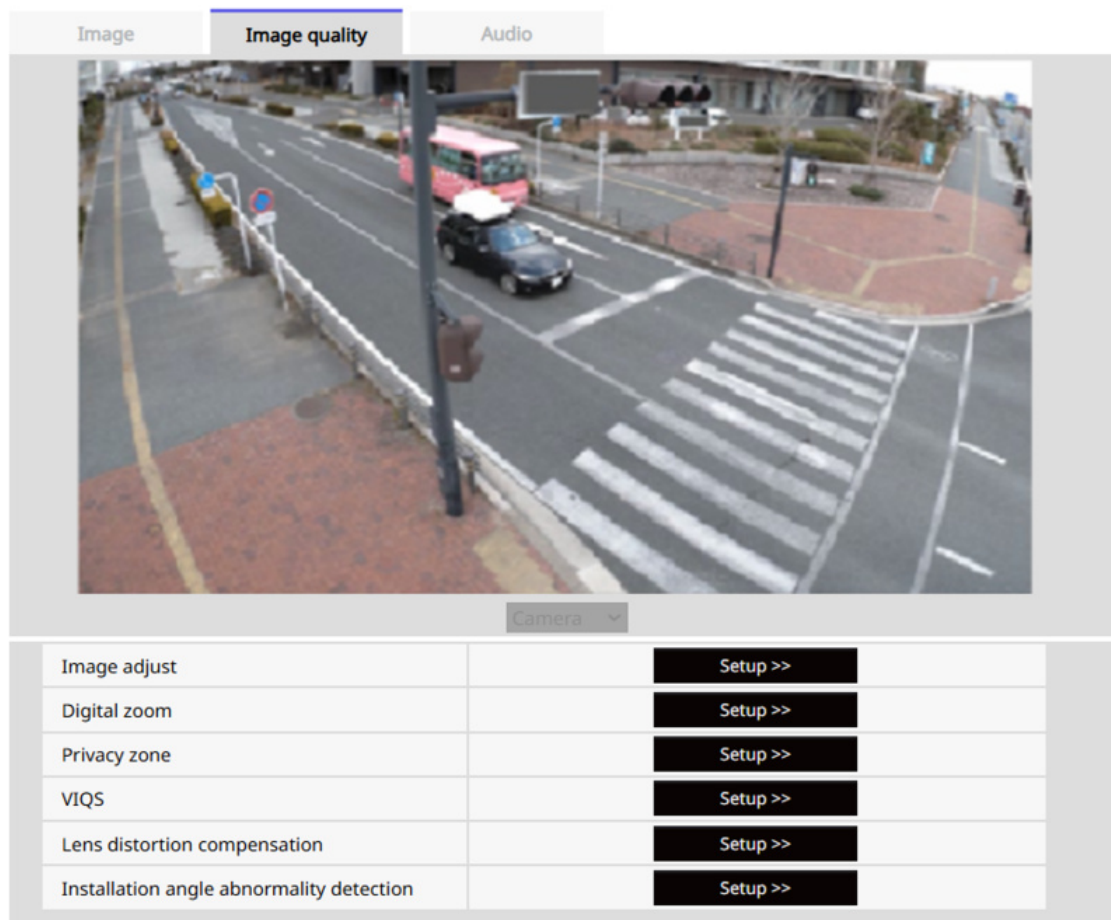 Image Image quality Audio
Camera
Image adjust Setup >>
Digital zoom Setup >>
Privacy zone Setup >>
VIQS Setup >>
Lens distortion compensation Setup >>
Installation angle abnormality detection Setup >>